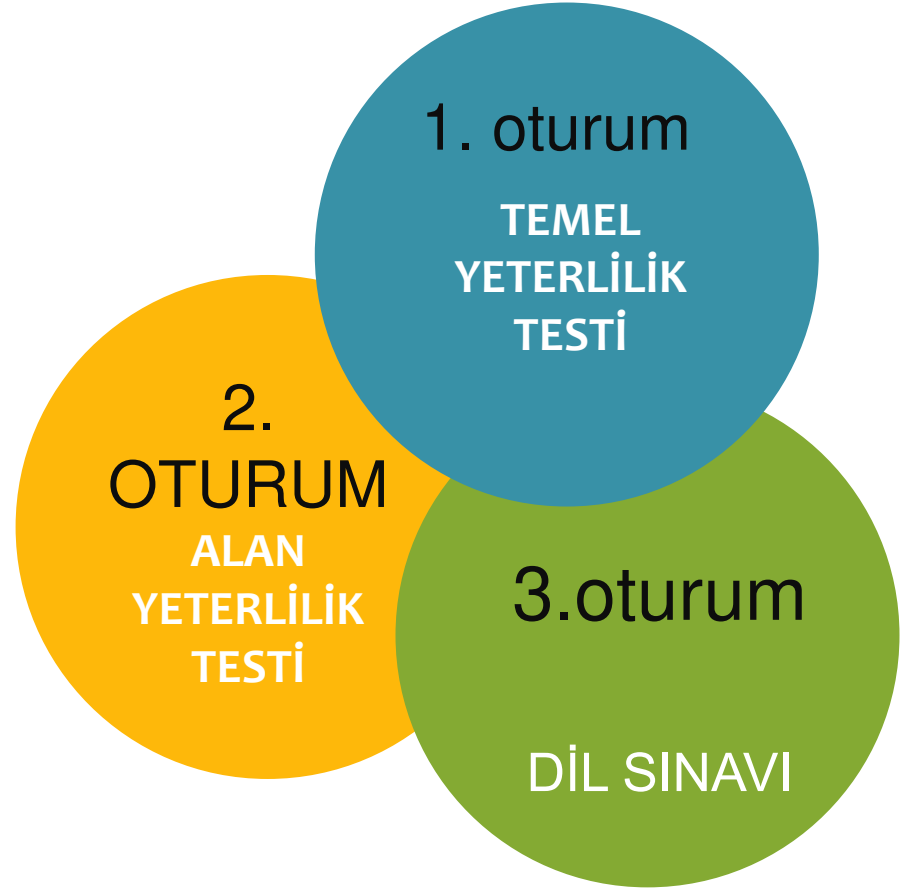 1. oturum
TEMEL
YETERLİLİK
TESTİ
2.
OTURUM
ALAN
YETERLİLİK
TESTİ
3.oturum
DİL SINAVI